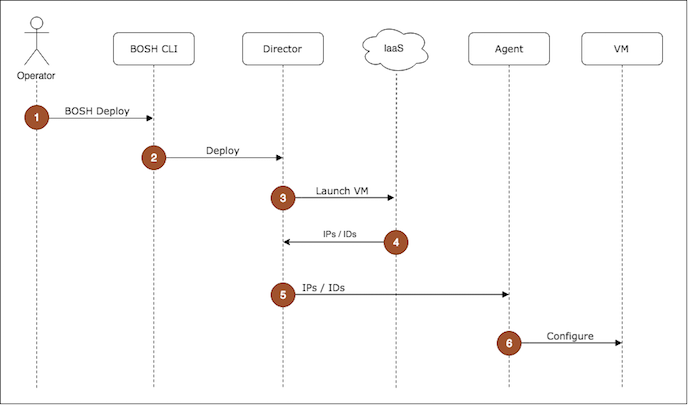 BOSH CLI
Director
IaaS
Agent
VM
Operator
1
BOSH Deploy
2
Deploy
3
Launch VM
IPs / IDs
4
5
IPs / IDs
6
Configure